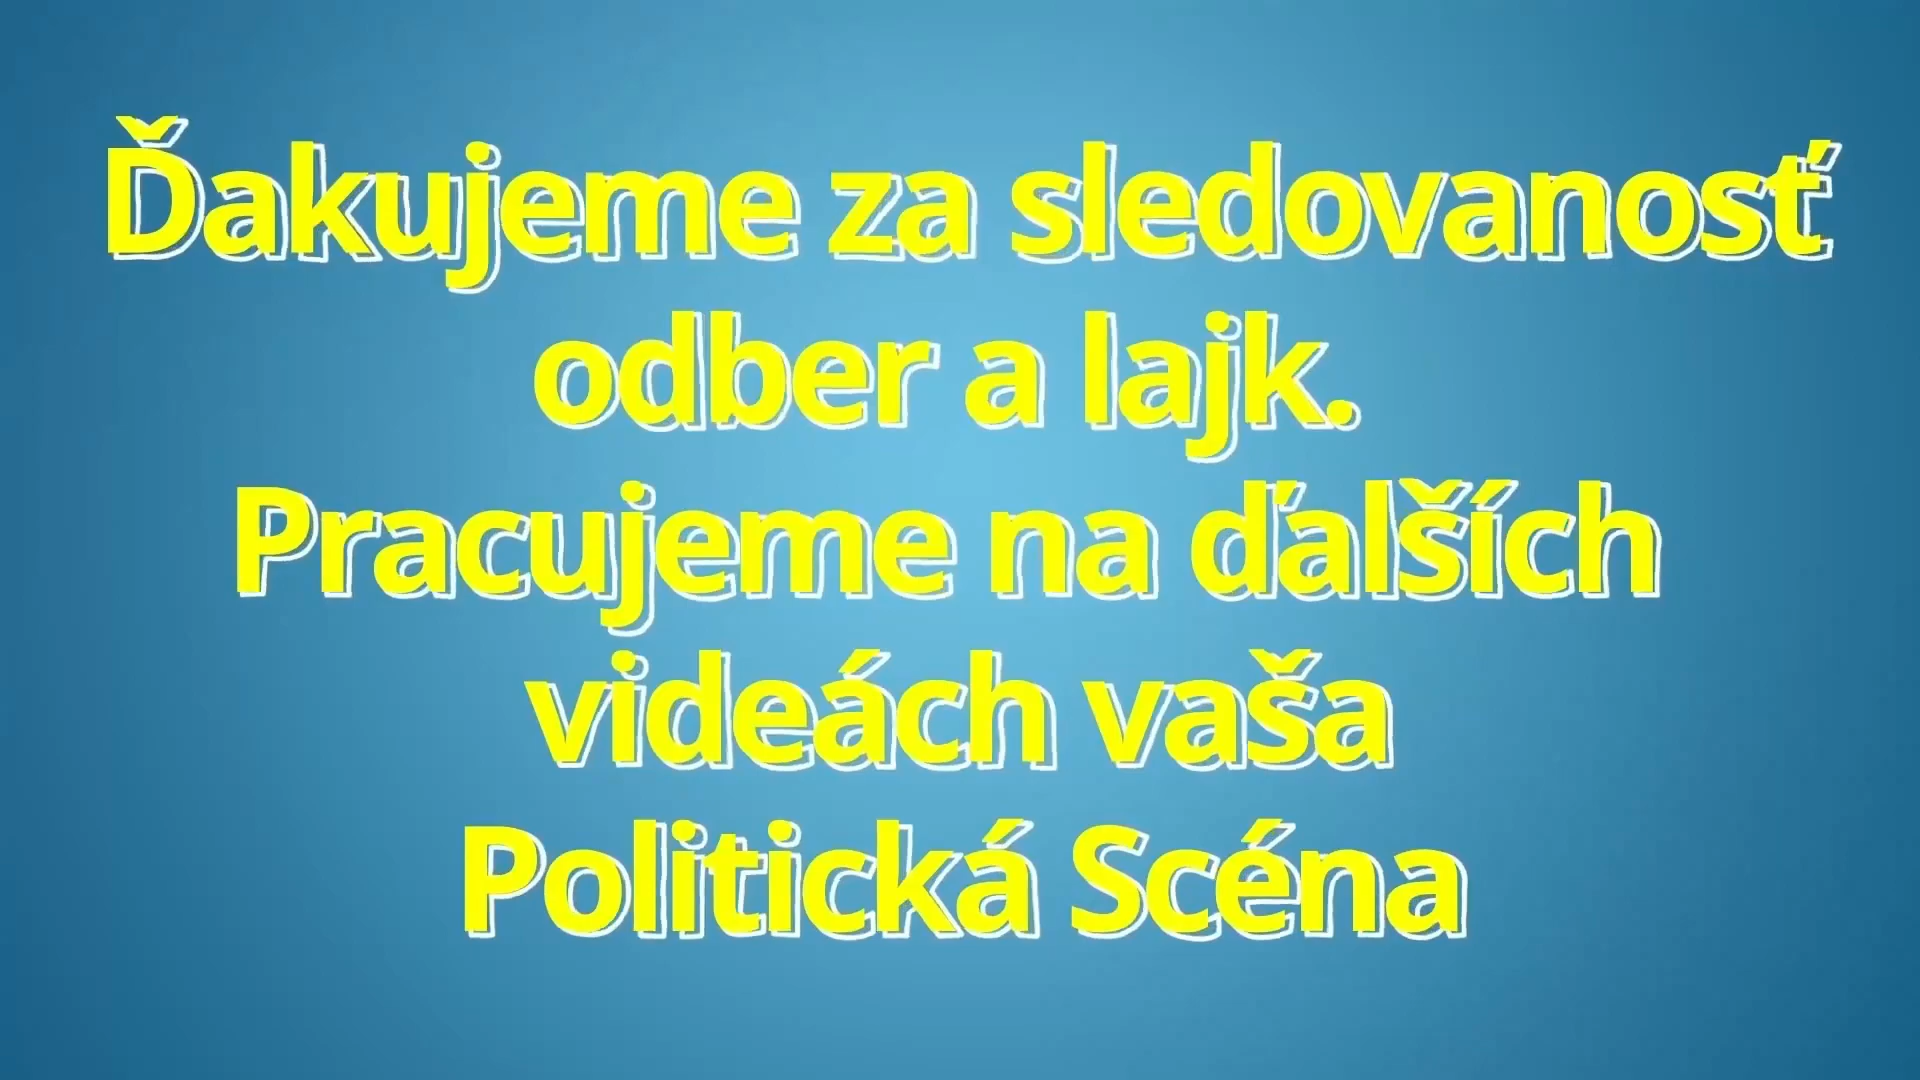 Ďakujeme za sledovanosť
odber a lajk.
Pracujeme na ďalších
videách vaša
Politická Scéna